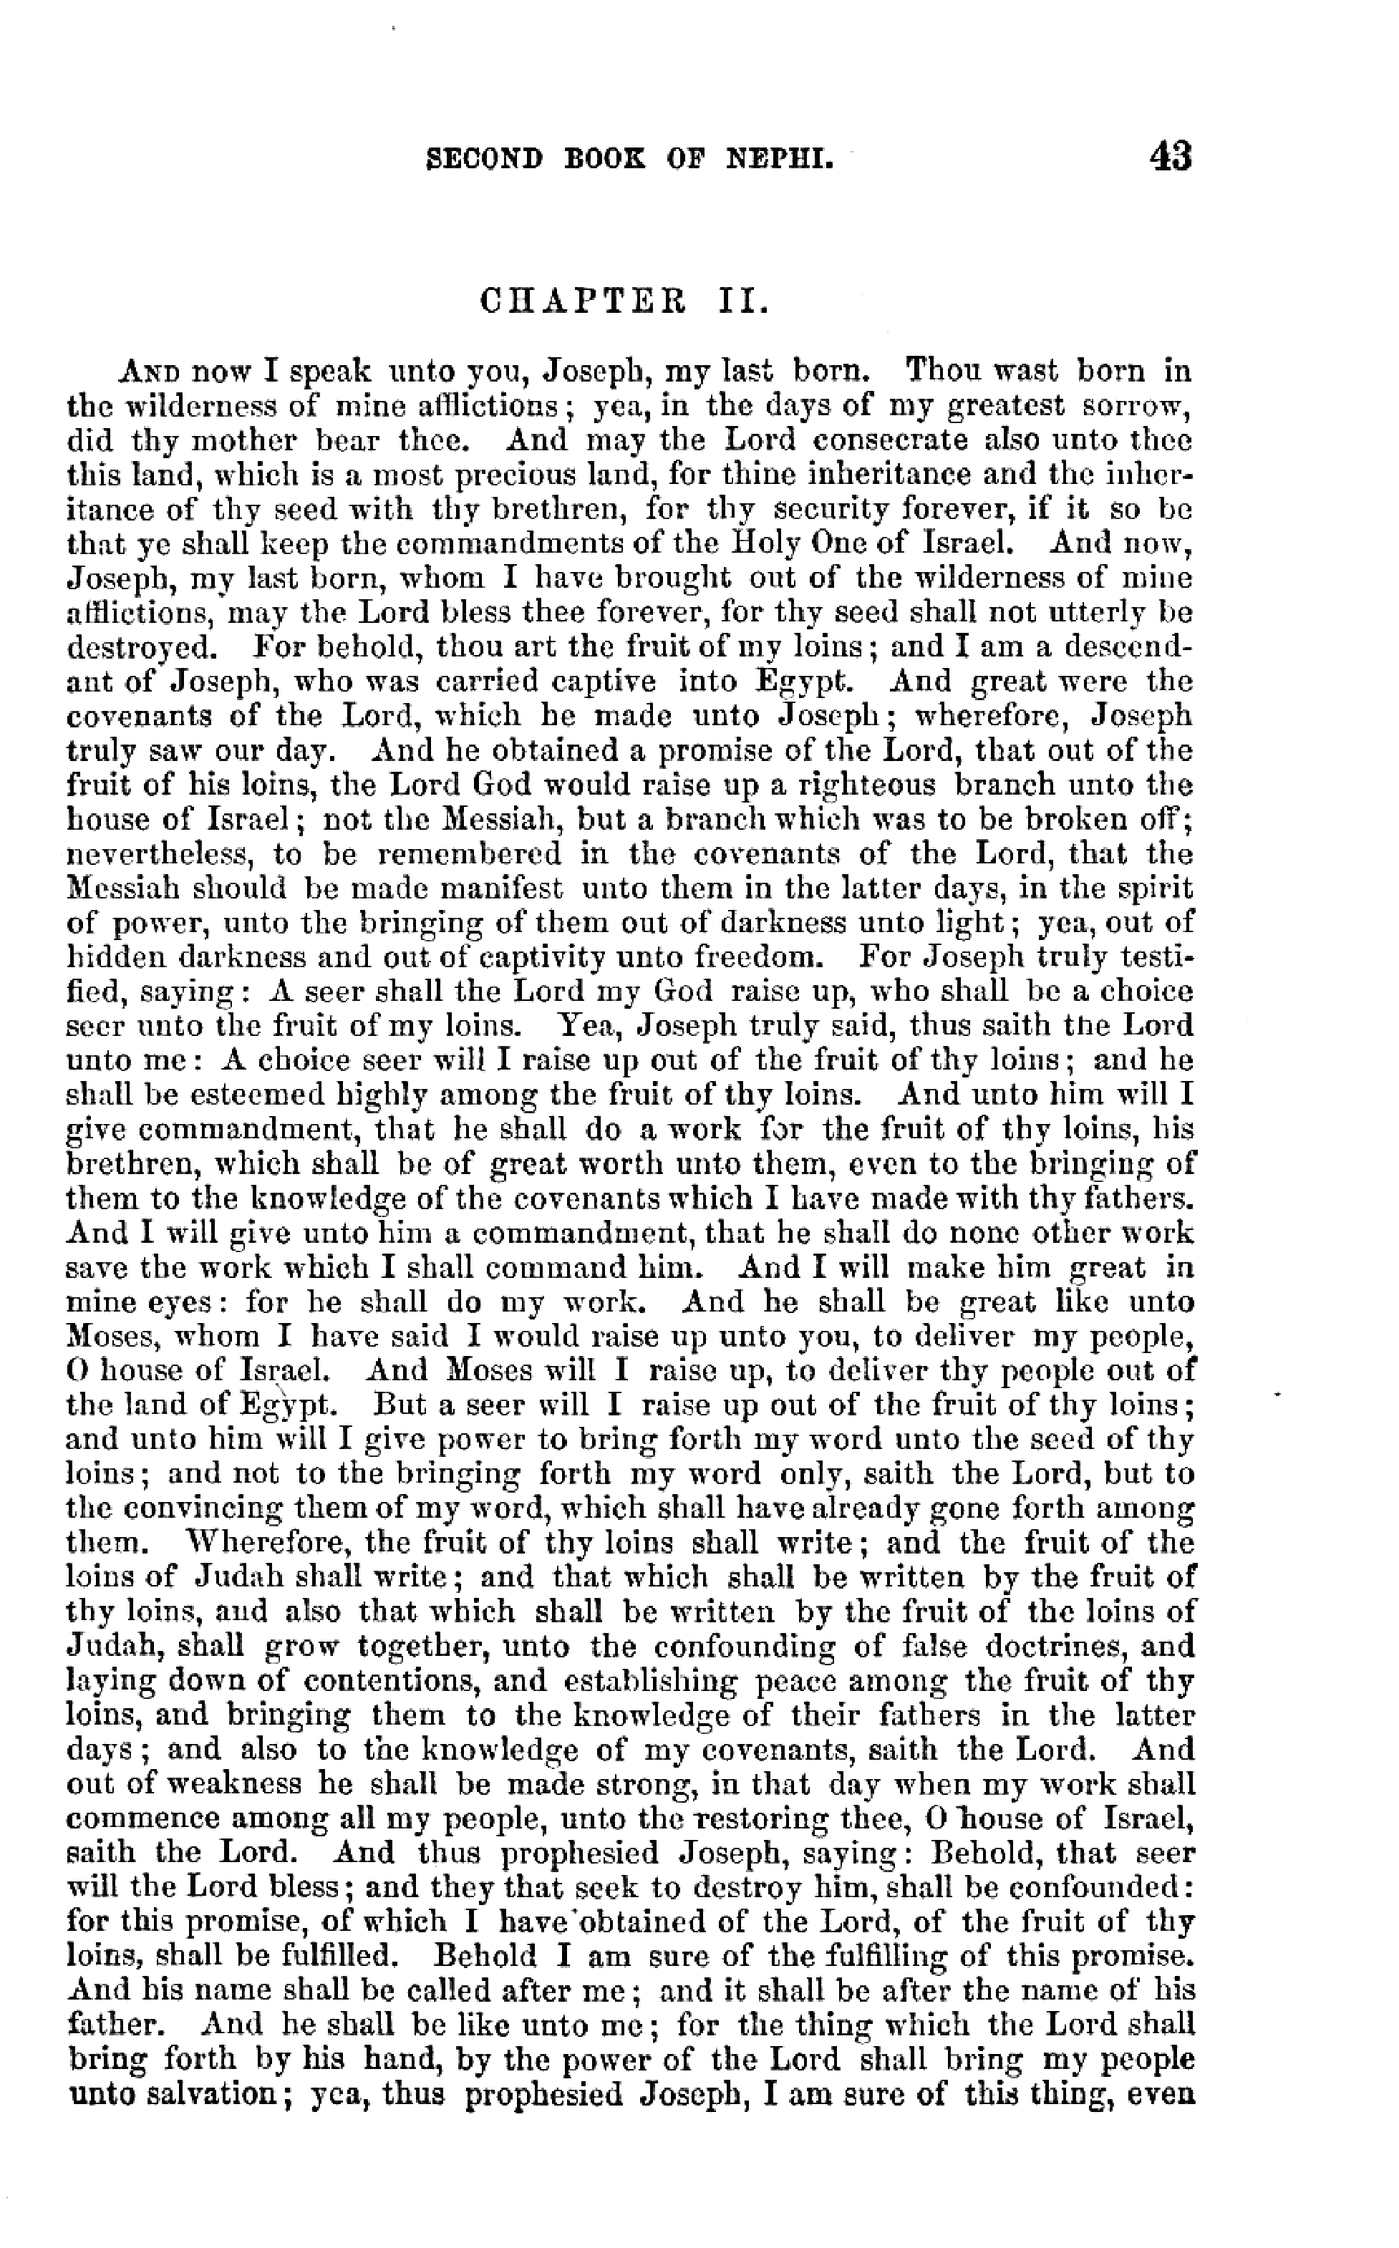 SECOND BOOK OF NEPHI. 43
CHAPTER II.
AND now I speak unto you, Joseph, my last born. Thou wast born in
the wilderness of mine afflictions; yea, in the days of my greatest sorrow,
did thy mother bear thee. And may the Lord consecrate also unto thee
this land, which is a most precious land, for thine inheritance and the inher-
itance of thy seed with thy brethren, for thy security forever, if it so be
that ye shall keep the commandments of the Holy One of Israel. And now,
Joseph, my last born, whom I have brought out of the wilderness of mine
afflictions, may the Lord bless thee forever, for thy seed shall not utterly be
destroyed. For behold, thou art the fruit of my loins; and I am a descend-
ant of Joseph, who was carried captive into Egypt. And great were the
covenants of the Lord, which he made unto Joseph; wherefore, Joseph
truly saw our day. And he obtained a promise of the Lord, that out of the
fruit of his loins, the Lord God would raise up a righteous branch unto the
house of Israel; not the Messiah, but a branch which was to be broken off;
nevertheless, to be remembered in the covenants of the Lord, that the
Messiah should be made manifest unto them in the latter days, in the spirit
of power, unto the bringing of them out of darkness unto light; yea, out of
hidden darkness and out of captivity unto freedom. For Joseph truly testi-
fied, saying: A seer shall the Lord my God raise up, who shall be a choice
seer unto the fruit of my loins. Yea, Joseph truly said, thus saith the Lord
unto me: A choice seer will I raise up out of the fruit of thy loins; and he
shall be esteemed highly among the fruit of thy loins. And unto him will I
give commandment, that he shall do a work for the fruit of thy loins, his
brethren, which shall be of great worth unto them, even to the bringing of
them to the knowledge of the covenants which I have made with thy fathers.
And I will give unto him a commandment, that he shall do none other work
save the work which I shall command him. And I will make him great in
mine eyes: for he shall do my work. And he shall be great like unto
Moses, whom I have said I would raise up unto you, to deliver my people,
O house of Israel. And Moses will I raise up, to deliver thy people out of
the land of Egypt. But a seer will I raise up out of the fruit of thy loins;
and unto him will I give power to bring forth my word unto the seed of thy
loins; and not to the bringing forth my word only, saith the Lord, but to
the convincing them of my word, which shall have already gone forth among
them. Wherefore, the fruit of thy loins shall write; and the fruit of the
loins of Judah shall write; and that which shall be written by the fruit of
thy loins, and also that which shall be written by the fruit of the loins of
Judah, shall grow together, unto the confounding of false doctrines, and
laying down of contentions, and establishing peace among the fruit of thy
loins, and bringing them to the knowledge of their fathers in the latter
days; and also to the knowledge of my covenants, saith the Lord. And
out of weakness he shall be made strong, in that day when my work shall
commence among all my people, unto the restoring thee, O house of Israel,
saith the Lord. And thus prophesied Joseph, saying: Behold, that seer
will the Lord bless; and they that seek to destroy him, shall be confounded:
for this promise, of which I have obtained of the Lord, of the fruit of thy
loins, shall be fulfilled. Behold I am sure of the fulfilling of this promise.
And his name shall be called after me; and it shall be after the name of his
father. And he shall be like unto me; for the thing which the Lord shall
bring forth by his hand, by the power of the Lord shall bring my people
unto salvation; yea, thus prophesied Joseph, I am sure of this thing, even